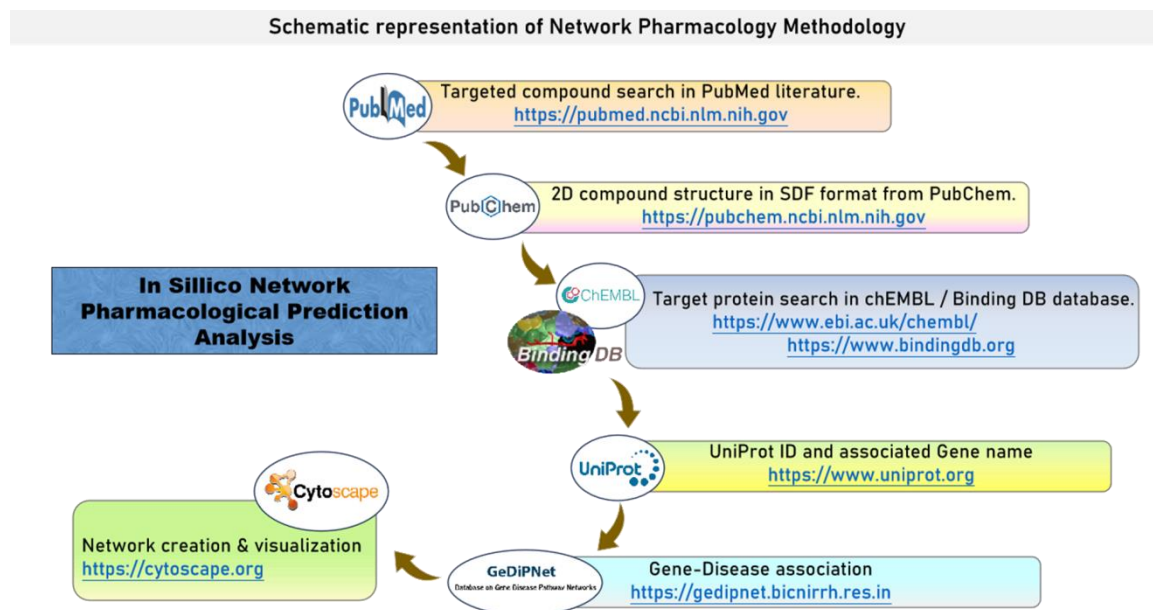 Schematic representation of Network Pharmacology Methodology
PubMed
Targeted compound search in PubMed literature.
https://pubmed.ncbi.nlm.nih.gov
PubChem
2D compound structure in SDF format from PubChem.
https://pubchem.ncbi.nlm.nih.gov
In Sillico Network
Pharmacological Prediction
Analysis
ChEMBL
Binding DB
Target protein search in chEMBL / Binding DB database.
https://www.ebi.ac.uk/chembl/
https://www.bindingdb.org
UniProt
UniProt ID and associated Gene name
https://www.uniprot.org
GeDiPNet
Database on Gene Disease Pathway Networks
Gene-Disease association
https://gedipnet.bicnirrh.res.in
Cytoscape
Network creation & visualization
https://cytoscape.org